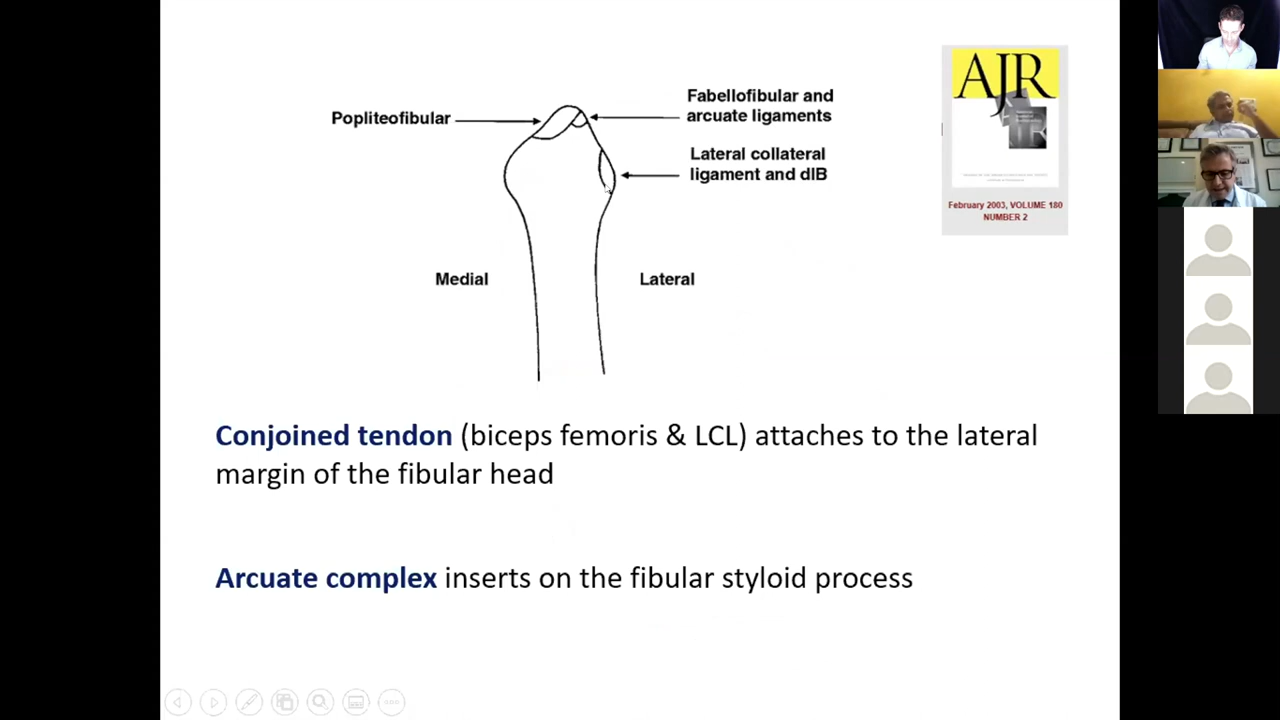 Popliteofibular
Fabellofibular and
arcuate ligaments
Lateral collateral
ligament and dIB
Medial
Lateral
AJR
February 2003, VOLUME 180
NUMBER 2
Conjoined tendon (biceps femoris & LCL) attaches to the lateral
margin of the fibular head
Arcuate complex inserts on the fibular styloid process